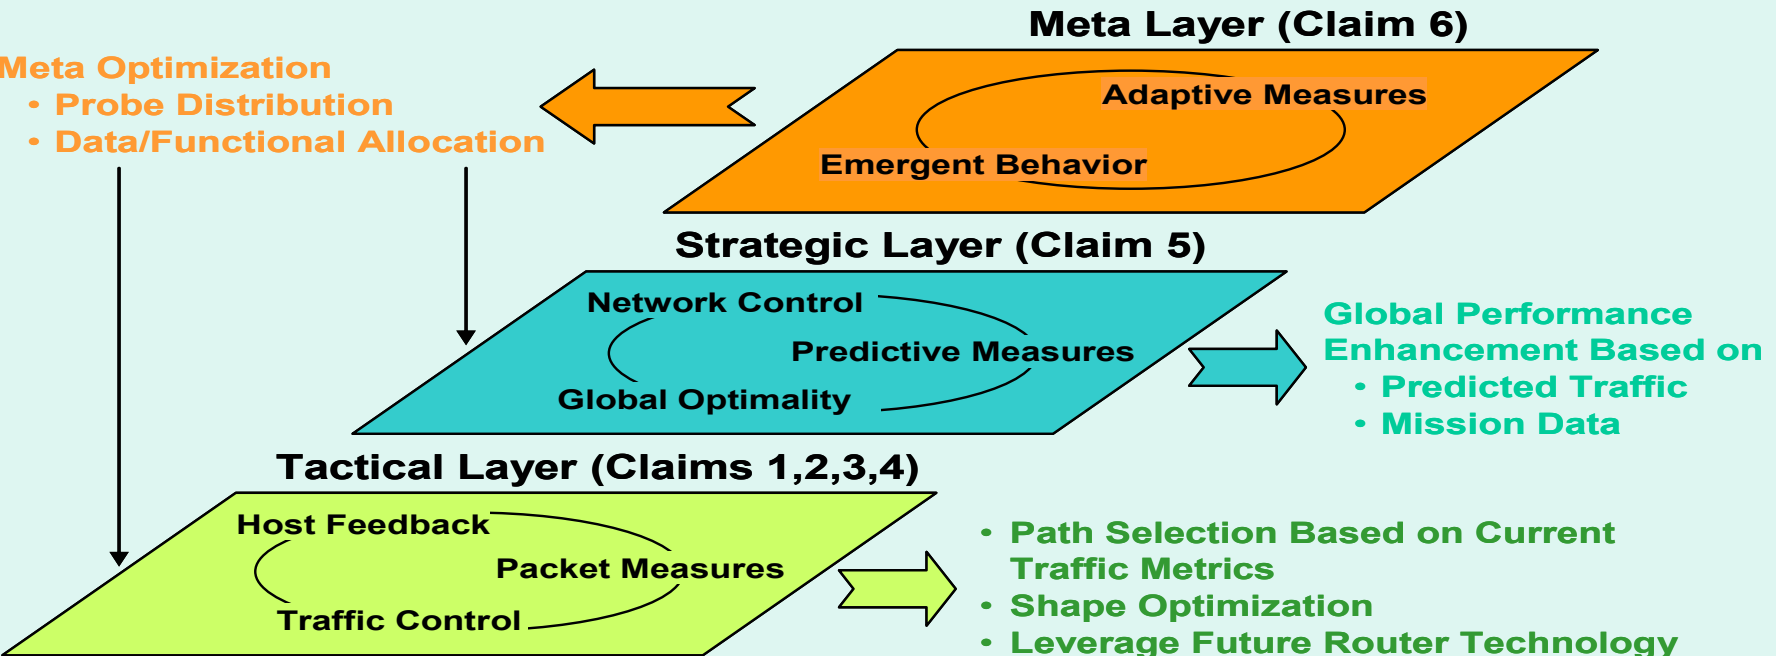 Meta Layer (Claim 6)
Meta Optimization
• Probe Distribution
• Data/Functional Allocation
Adaptive Measures
Emergent Behavior
Strategic Layer (Claim 5)
Network Control
Predictive Measures
Global Optimality
Global Performance
Enhancement Based on
• Predicted Traffic
• Mission Data
Tactical Layer (Claims 1,2,3,4)
Host Feedback
Packet Measures
Traffic Control
• Path Selection Based on Current
Traffic Metrics
• Shape Optimization
• Leverage Future Router Technology